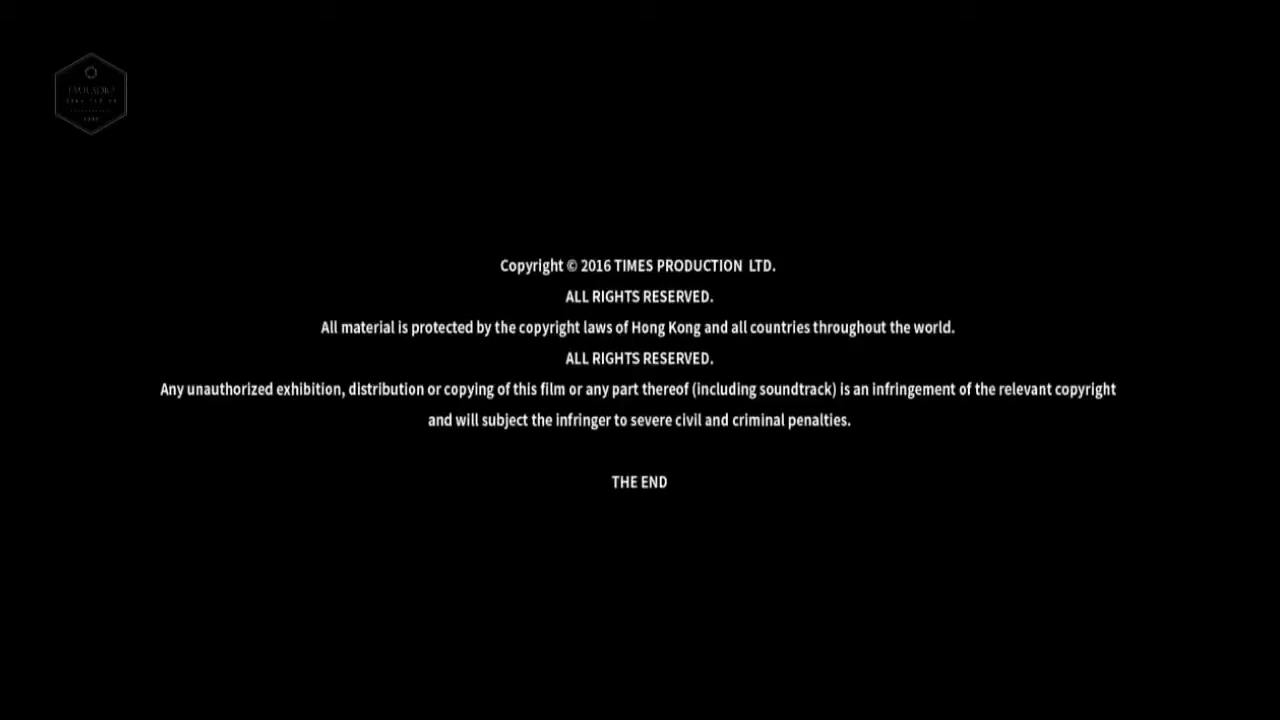 Copyright © 2016 TIMES PRODUCTION LTD.
ALL RIGHTS RESERVED.
All material is protected by the copyright laws of Hong Kong and all countries throughout the world.
ALL RIGHTS RESERVED.
Any unauthorized exhibition, distribution or copying of this film or any part thereof (including soundtrack) is an infringement of the relevant copyright
and will subject the infringer to severe civil and criminal penalties.
THE END